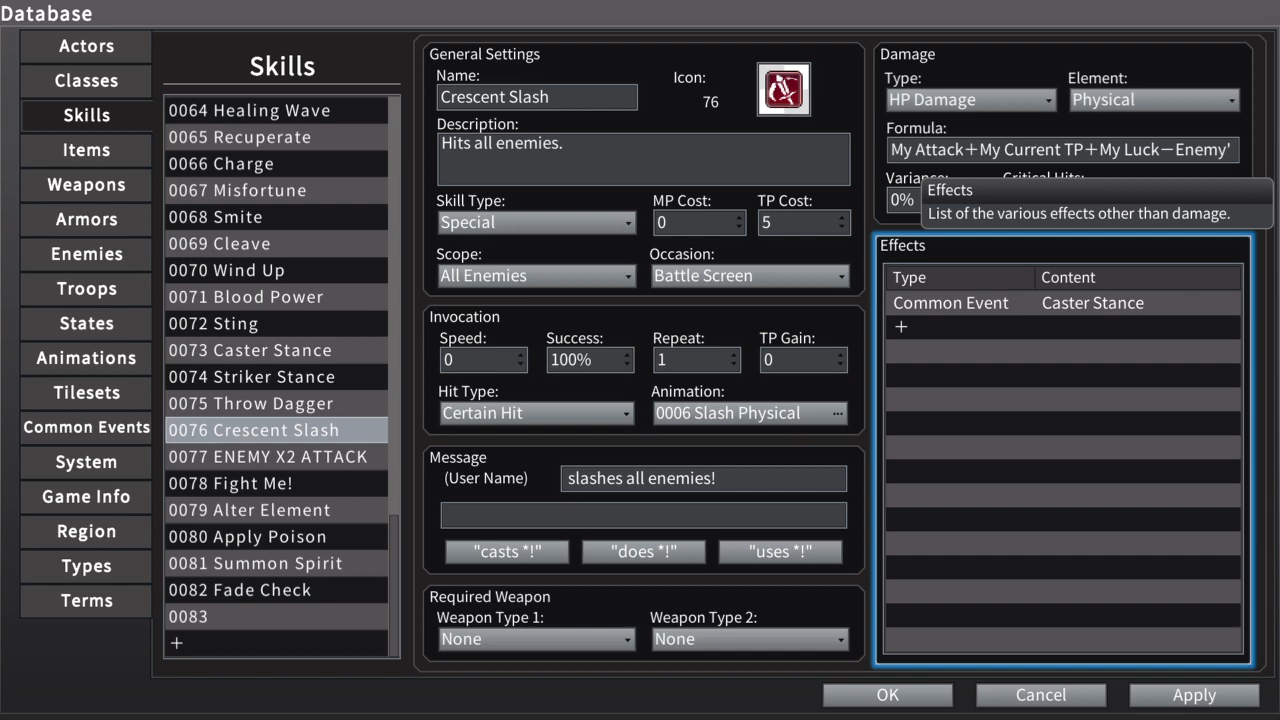 Database
Actors
Classes
Skills
Items
Weapons
Armors
Enemies
Troops
States
Animations
Tilesets
Common Events
System
Game Info
Region
Types
Terms
Skills
0064 Healing Wave
0065 Recuperate
0066 Charge
0067 Misfortune
0068 Smite
0069 Cleave
0070 Wind Up
0071 Blood Power
0072 Sting
0073 Caster Stance
0074 Striker Stance
0075 Throw Dagger
0076 Crescent Slash
0077 ENEMY X2 ATTACK
0078 Fight Me!
0079 Alter Element
0080 Apply Poison
0081 Summon Spirit
0082 Fade Check
0083
+
General Settings
Name:
Icon:
Crescent Slash
76
Description:
Hits all enemies.
Skill Type:
MP Cost:
TP Cost:
Special
0
5
Scope:
Occasion:
All Enemies
Battle Screen
Invocation
Speed:
Success:
Repeat:
TP Gain:
0
100%
1
0
Hit Type:
Animation:
Certain Hit
0006 Slash Physical ...
Message
(User Name)
slashes all enemies!
"casts *!"
"does *!"
"uses *!"
Required Weapon
Weapon Type 1:
Weapon Type 2:
None
None
Damage
Type:
Element:
HP Damage
Physical
Formula:
My Attack+My Current TP+My Luck−Enemy'
Variance:
Critical Hits:
0%
Effects
List of the various effects other than damage.
Effects
Type
Content
Common Event
Caster Stance
+
OK
Cancel
Apply